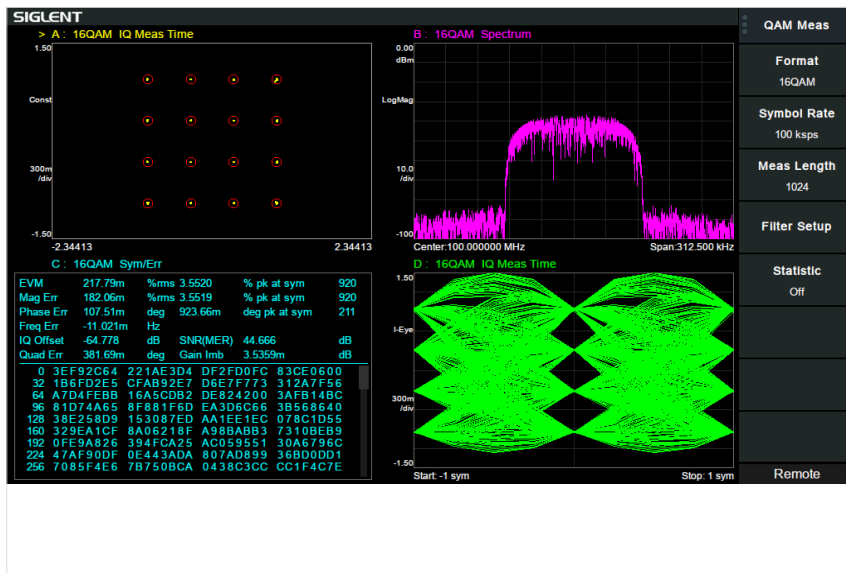 SIGLENT
> A : 16QAM IQ Meas Time
1.50
Const
300m
/div
-1.50
-2.34413 2.34413
B : 16QAM Spectrum
0.00
dBm
LogMag
10.0
/div
-100
Center:100.000000 MHz Span:312.500 kHz
C : 16QAM Sym/Err
EVM 217.79m %rms 3.5520 % pk at sym 920
Mag Err 182.06m %rms 3.5519 % pk at sym 920
Phase Err 107.51m deg 923.66m deg pk at sym 211
Freq Err -11.021m Hz
IQ Offset -64.778 dB SNR(MER) 44.666 dB
Quad Err 381.69m deg Gain Imb 3.5359m dB
0 3EF92C64 221AE3D4 DF2FD0FC 83CE0600
32 1B6FD2E5 CFAB92E7 D6E7F773 312A7F56
64 A7D4FEBB 16A5CDB2 DE824200 3AFB14BC
96 81D74A65 8F881F6D EA3D6C66 3B568640
128 38E258D9 153087ED AA1EE1EC 078C1D55
160 329EA1CF 8A06218F A98BABB3 7310BEB9
192 0FE9A826 394FCA25 AC059551 30A6796C
224 47AF90DF 0E443ADA 807AD899 36BD0DD1
256 7085F4E6 7B750BCA 0438C3CC CC1F4C7E
D : 16QAM IQ Meas Time
1.50
I-Eye
300m
/div
-1.50
Start: -1 sym Stop: 1 sym
QAM Meas
Format
16QAM
Symbol Rate
100 ksps
Meas Length
1024
Filter Setup
Statistic
Off
Remote